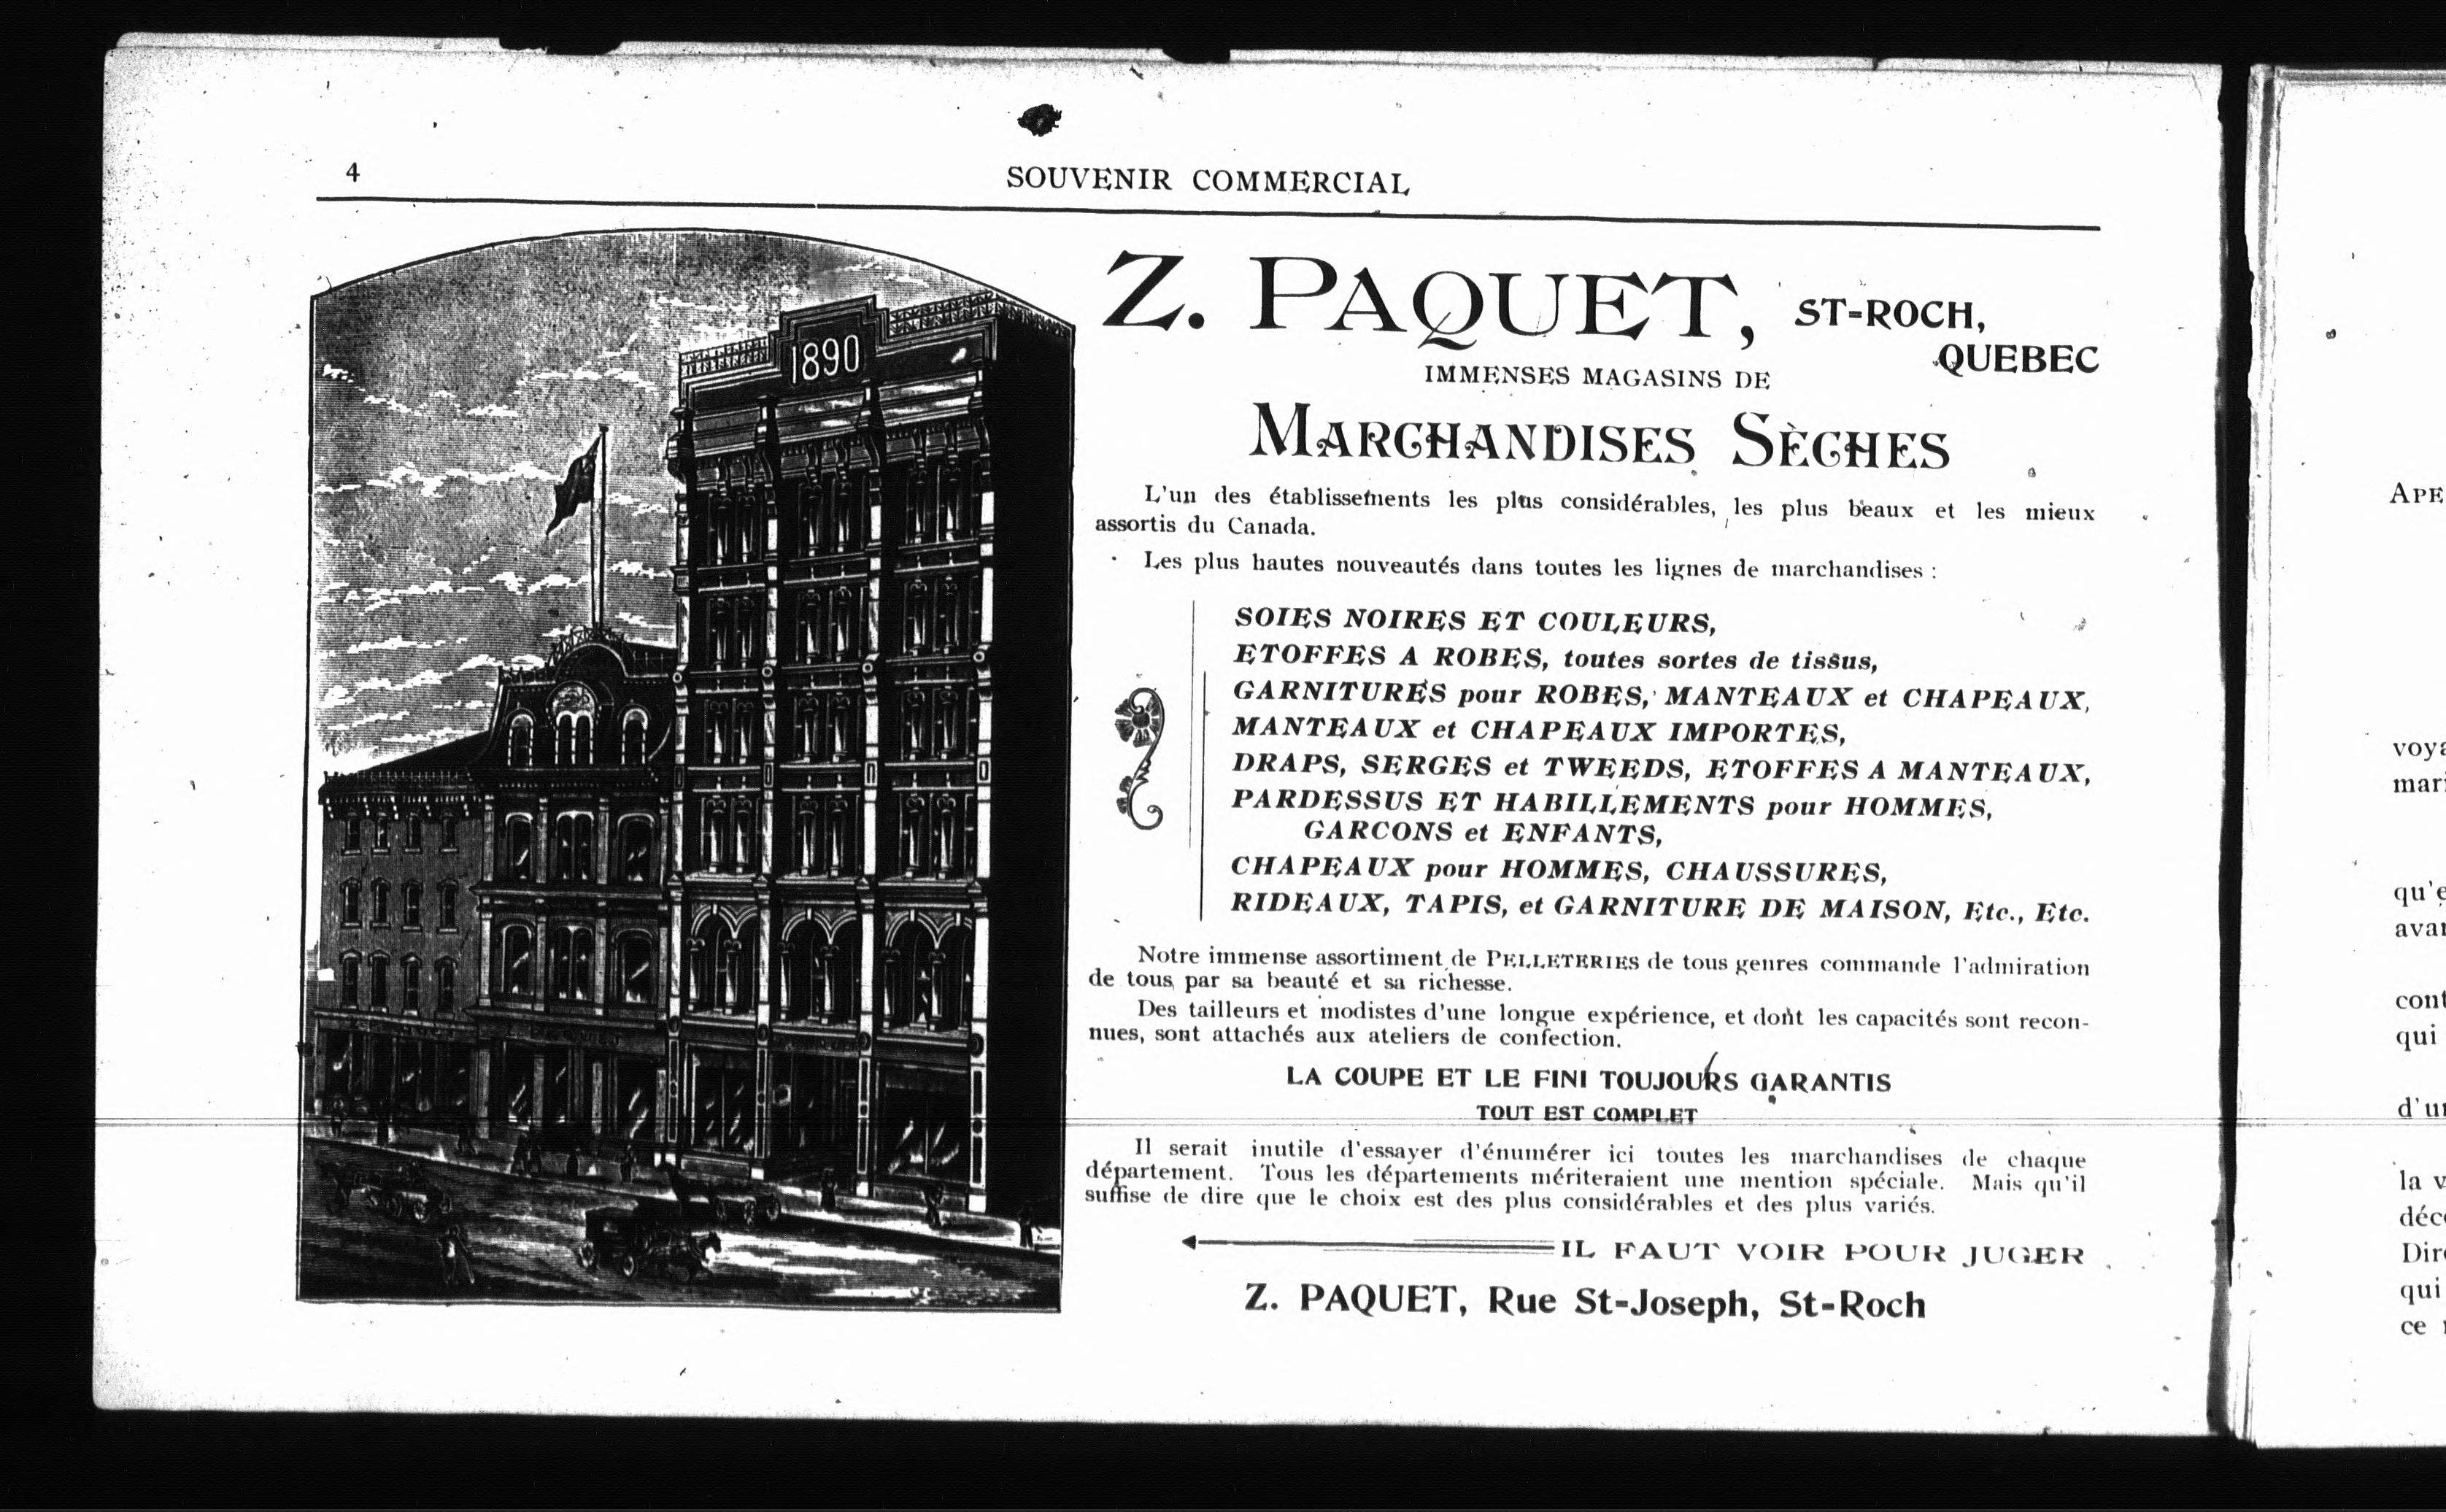 4
SOUVENIR COMMERCIAL
1890
Z. PAQUET, ST-ROCH,
QUEBEC
IMMENSES MAGASINS DE
MARCHANDISES SÈCHES
L'un des établissements les plus considérables, les plus beaux et les mieux
assortis du Canada.
Les plus hautes nouveautés dans toutes les lignes de marchandises :
SOIES NOIRES ET COULEURS,
ETOFFES A ROBES, toutes sortes de tissus,
GARNITURES pour ROBES, MANTEAUX et CHAPEAUX,
MANTEAUX et CHAPEAUX IMPORTES,
DRAPS, SERGES et TWEEDS, ETOFFES A MANTEAUX,
PARDESSUS ET HABILLEMENTS pour HOMMES,
GARCONS et ENFANTS,
CHAPEAUX pour HOMMES, CHAUSSURES,
RIDEAUX, TAPIS, et GARNITURE DE MAISON, Etc., Etc.
Notre immense assortiment de PELLETERIES de tous genres commande l'admiration
de tous par sa beauté et sa richesse.
Des tailleurs et modistes d'une longue expérience, et dont les capacités sont recon-
nues, sont attachés aux ateliers de confection.
LA COUPE ET LE FINI TOUJOURS GARANTIS
TOUT EST COMPLET
Il serait inutile d'essayer d'énumérer ici toutes les marchandises de chaque
département. Tous les départements mériteraient une mention spéciale. Mais qu'il
suffise de dire que le choix est des plus considérables et des plus variés.
IL FAUT VOIR POUR JUGER
Z. PAQUET, Rue St-Joseph, St-Roch
APE
voya
mari
qu'e
avan
cont
qui
d'un
la v
déco
Dire
qui
ce